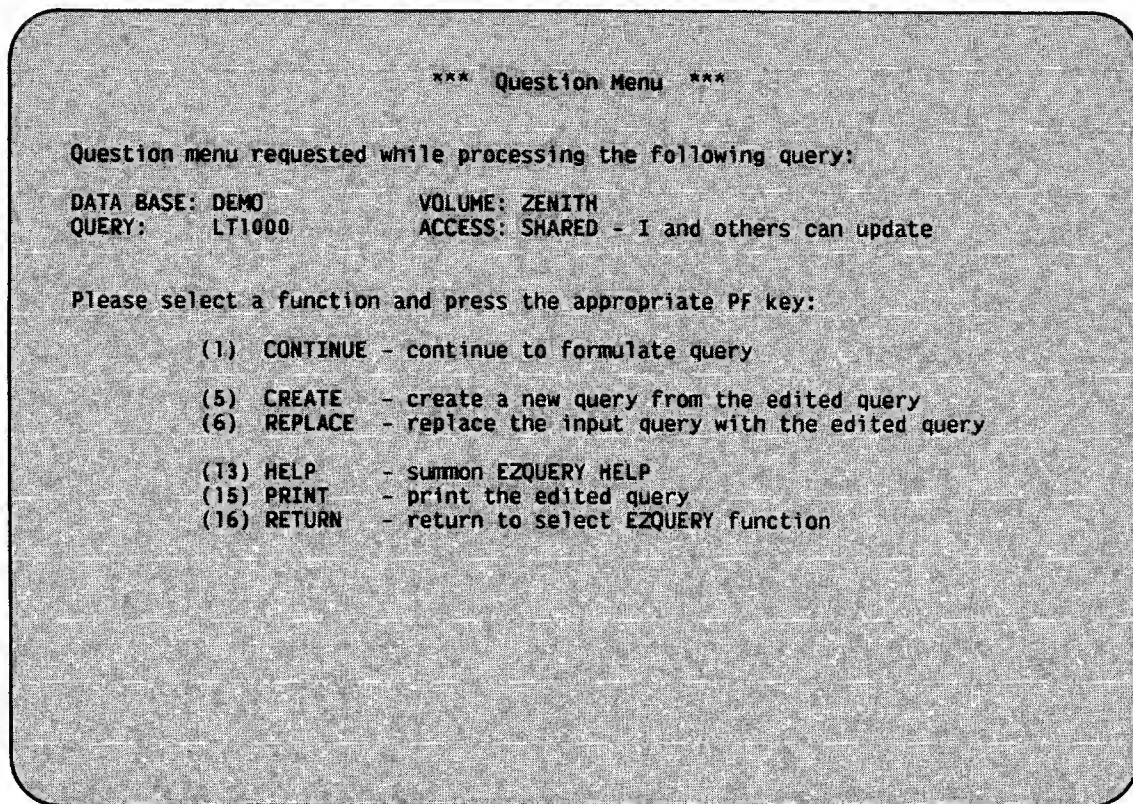 *** Question Menu ***
Question menu requested while processing the following query:
DATA BASE: DEMO VOLUME: ZENITH
QUERY: LT1000 ACCESS: SHARED - I and others can update
Please select a function and press the appropriate PF key:
(1) CONTINUE - continue to formulate query
(5) CREATE - create a new query from the edited query
(6) REPLACE - replace the input query with the edited query
(13) HELP - summon EZQUERY HELP
(15) PRINT - print the edited query
(16) RETURN - return to select EZQUERY function